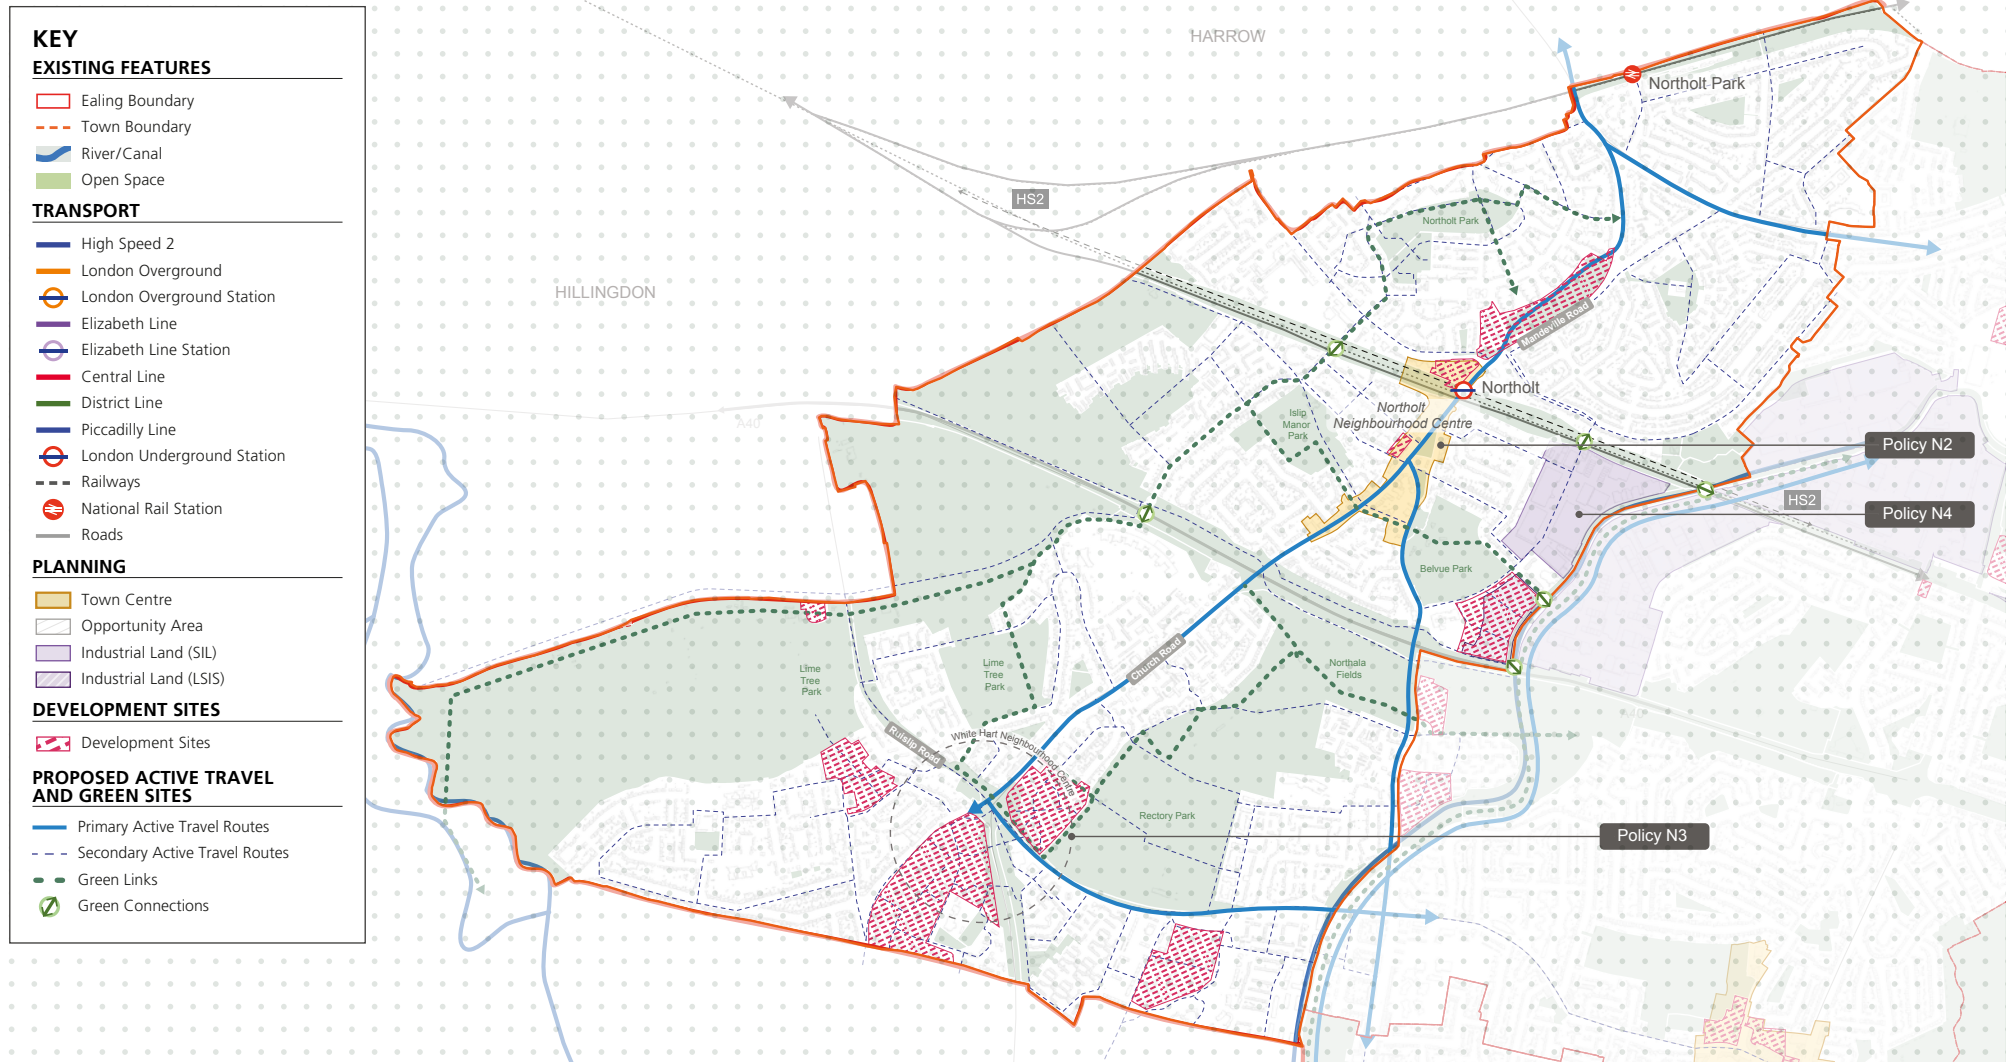 KEY
EXISTING FEATURES
Ealing Boundary
Town Boundary
River/Canal
Open Space
TRANSPORT
High Speed 2
London Overground
London Overground Station
Elizabeth Line
Elizabeth Line Station
Central Line
District Line
Piccadilly Line
London Underground Station
Railways
National Rail Station
Roads
PLANNING
Town Centre
Opportunity Area
Industrial Land (SIL)
Industrial Land (LSIS)
DEVELOPMENT SITES
Development Sites
PROPOSED ACTIVE TRAVEL
AND GREEN SITES
Primary Active Travel Routes
Secondary Active Travel Routes
Green Links
Green Connections
HARROW
Northolt Park
HS2
Northolt Park
HILLINGDON
Mandeville Road
Northolt
Northolt
Neighbourhood Centre
Islip
Manor
Park
A40
Policy N2
HS2
Policy N4
Belvue Park
Church Road
Lime
Tree
Park
Lime
Tree
Park
Northala
Fields
Ruislip Road
White Hart Neighbourhood Centre
Rectory Park
Policy N3